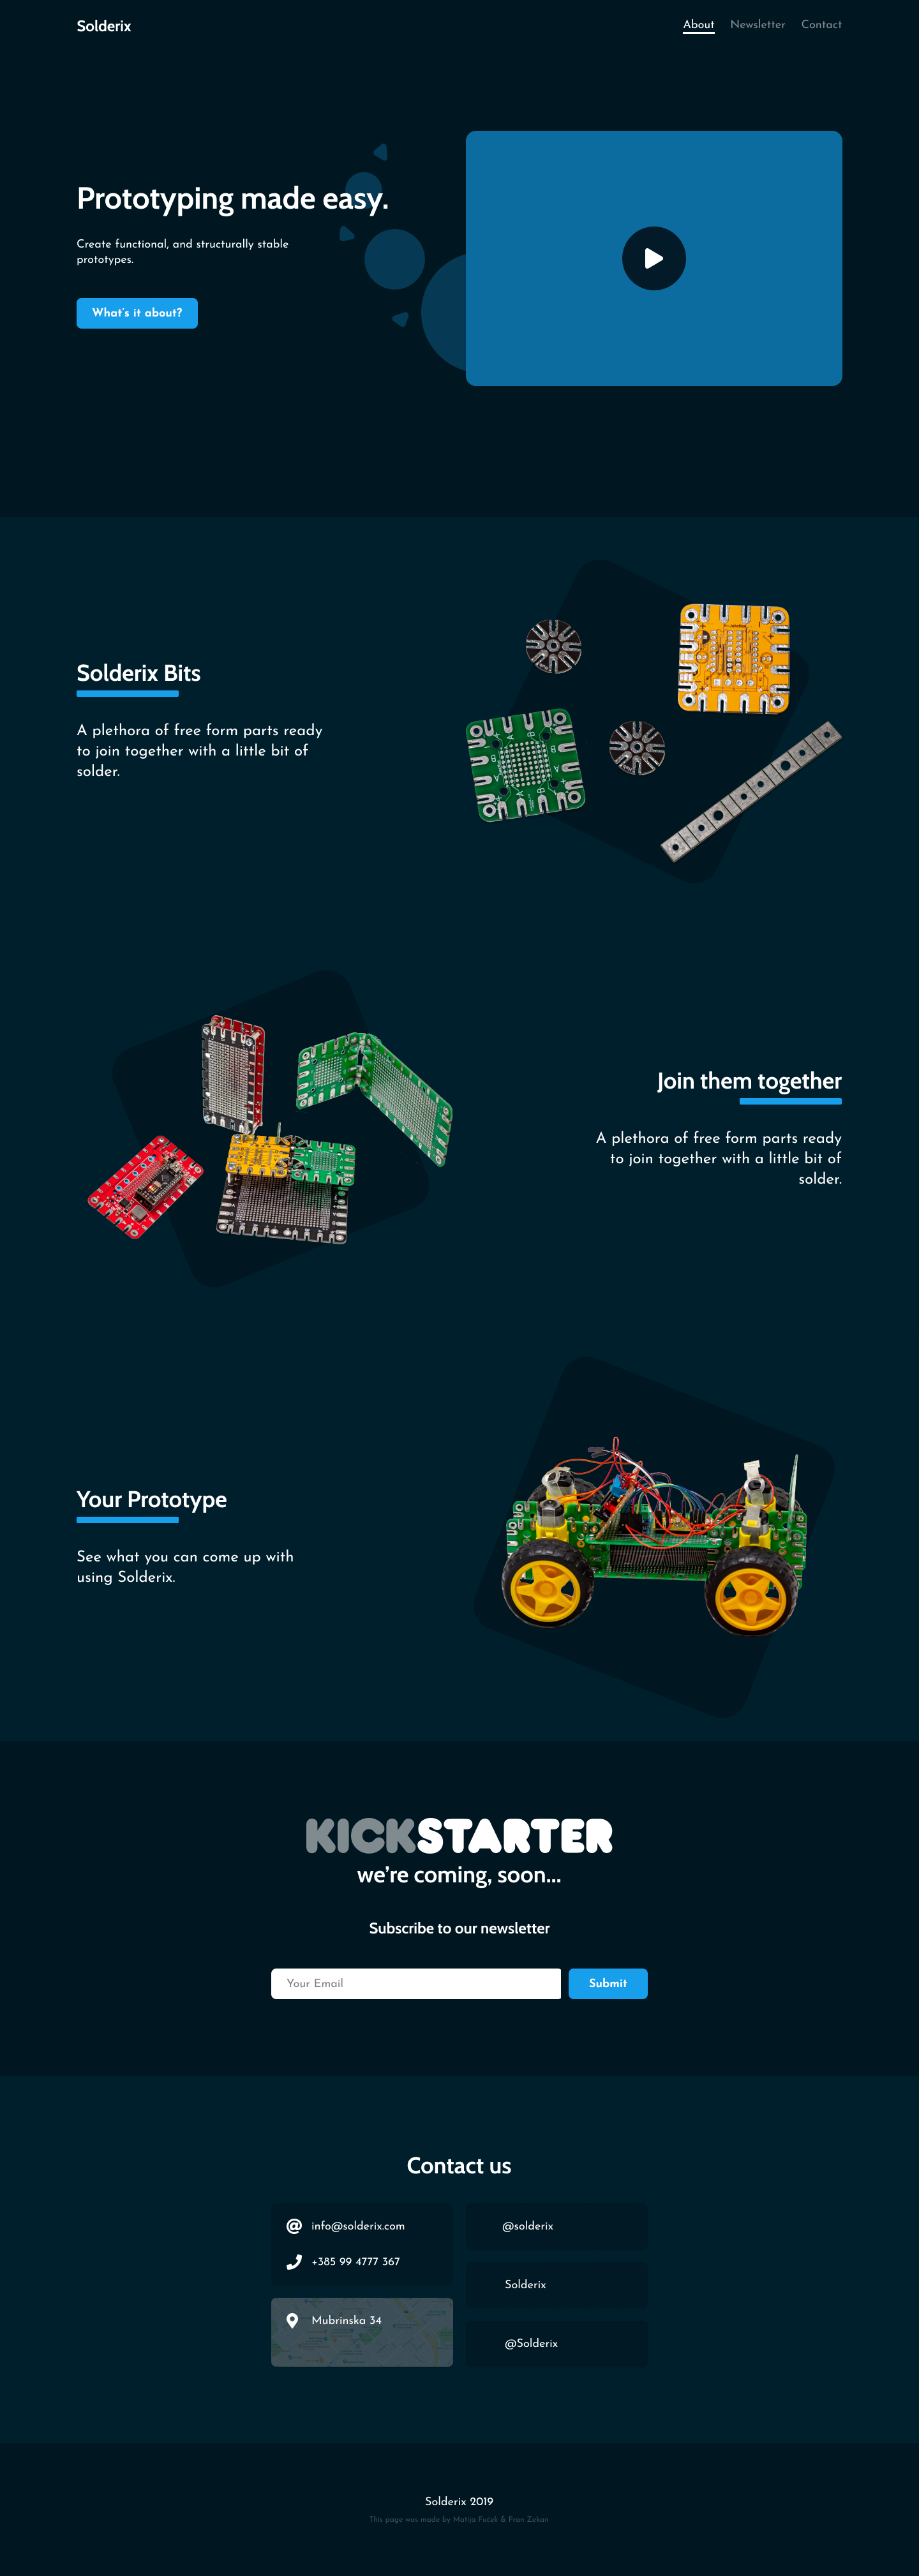 Solderix
About Newsletter Contact
Prototyping made easy.
Create functional, and structurally stable
prototypes.
What's it about?
Solderix Bits
A plethora of free form parts ready
to join together with a little bit of
solder.
Join them together
A plethora of free form parts ready
to join together with a little bit of
solder.
Your Prototype
See what you can come up with
using Solderix.
KICKSTARTER
we're coming, soon...
Subscribe to our newsletter
Your Email
Submit
Contact us
info@solderix.com
+385 99 4777 367
Mubrinska 34
@solderix
Solderix
@Solderix
Solderix 2019
This page was made by Matija Fucek & Fran Zekan